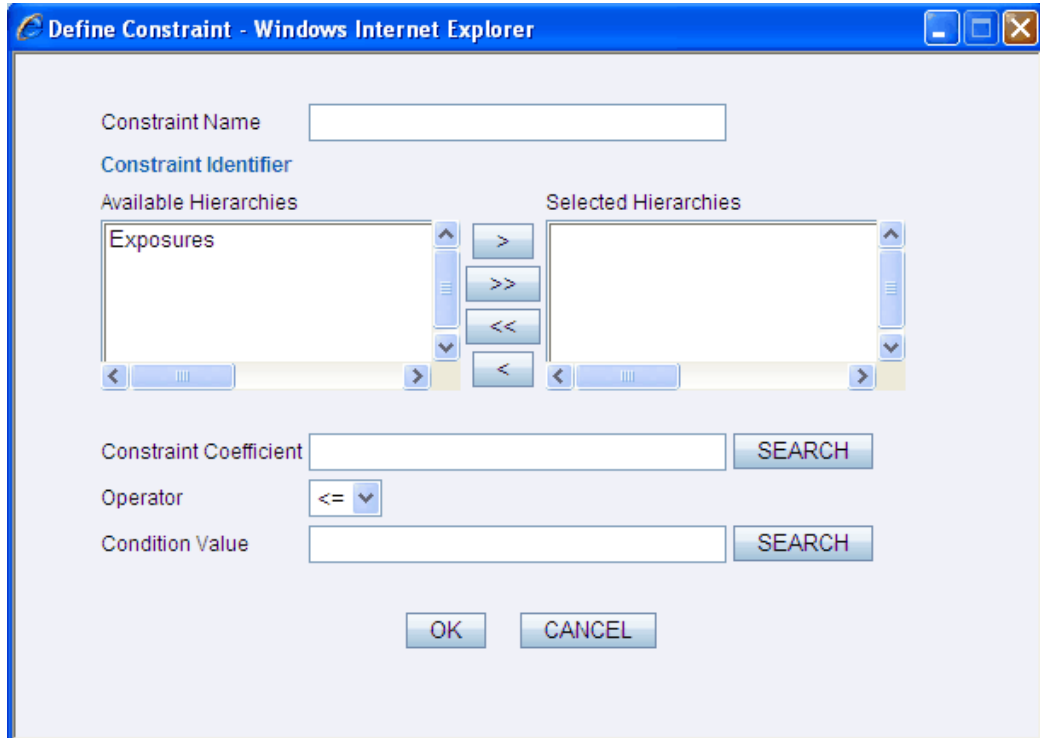 Define Constraint - Windows Internet Explorer
Constraint Name
Constraint Identifier
Available Hierarchies Selected Hierarchies
Exposures
>
>>
<<
<
Constraint Coefficient SEARCH
Operator <=
Condition Value SEARCH
OK CANCEL